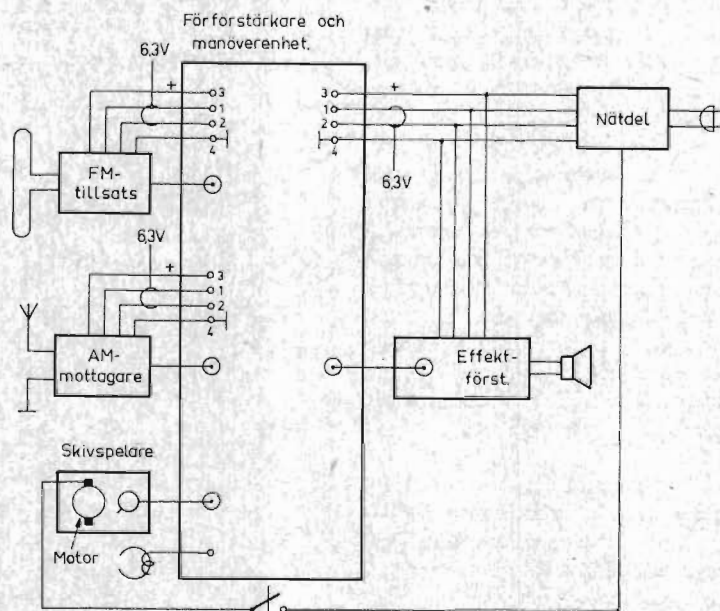 Förförstärkare och
manöverenhet.
6,3V
+
3
1
2
4
FM-
tillsats
6,3V
+
3
1
2
4
AM-
mottagare
Skivspelare
Motor
+
3
1
2
4
6,3V
Nätdel
Effekt-
först.